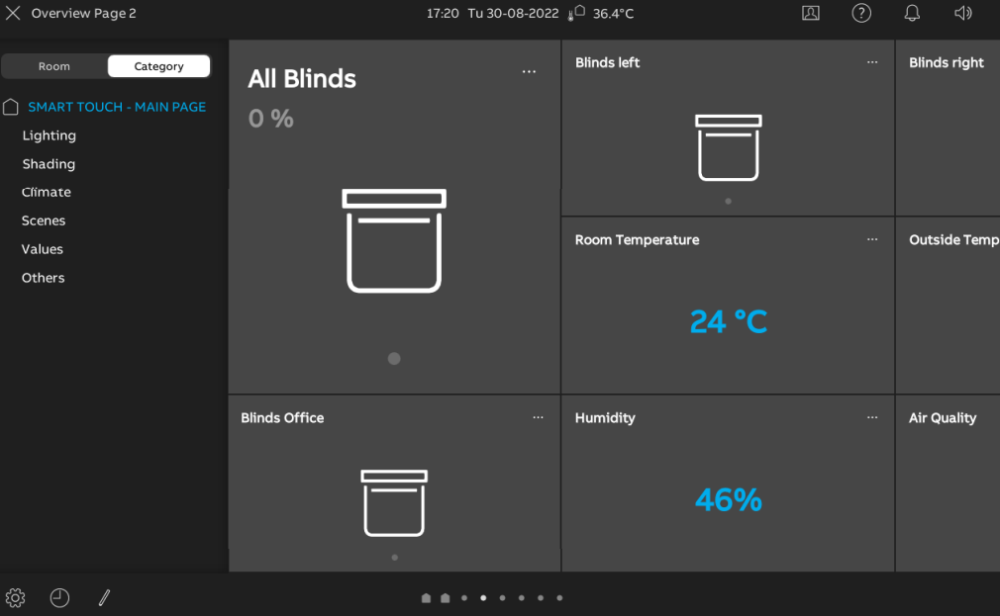 Overview Page 2
17:20 Tu 30-08-2022 36.4°C
Room Category
SMART TOUCH - MAIN PAGE
Lighting
Shading
Climate
Scenes
Values
Others
All Blinds ...
0 %
Blinds left ...
Blinds right
Room Temperature ...
24 °C
Outside Temp
Blinds Office ...
Humidity ...
46%
Air Quality